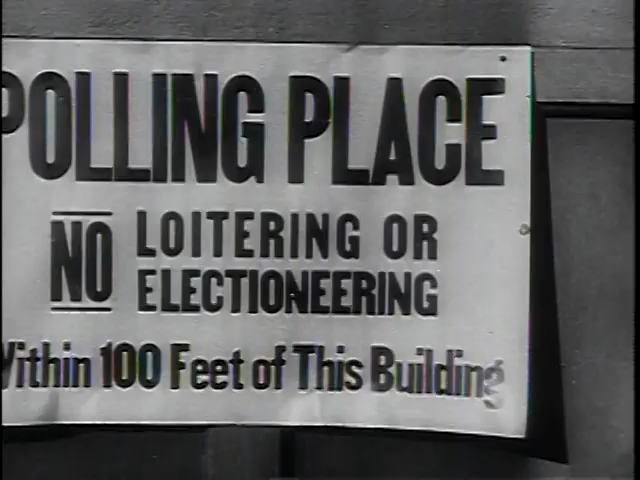 POLLING PLACE
NO LOITERING OR
ELECTIONEERING
Within 100 Feet of This Building